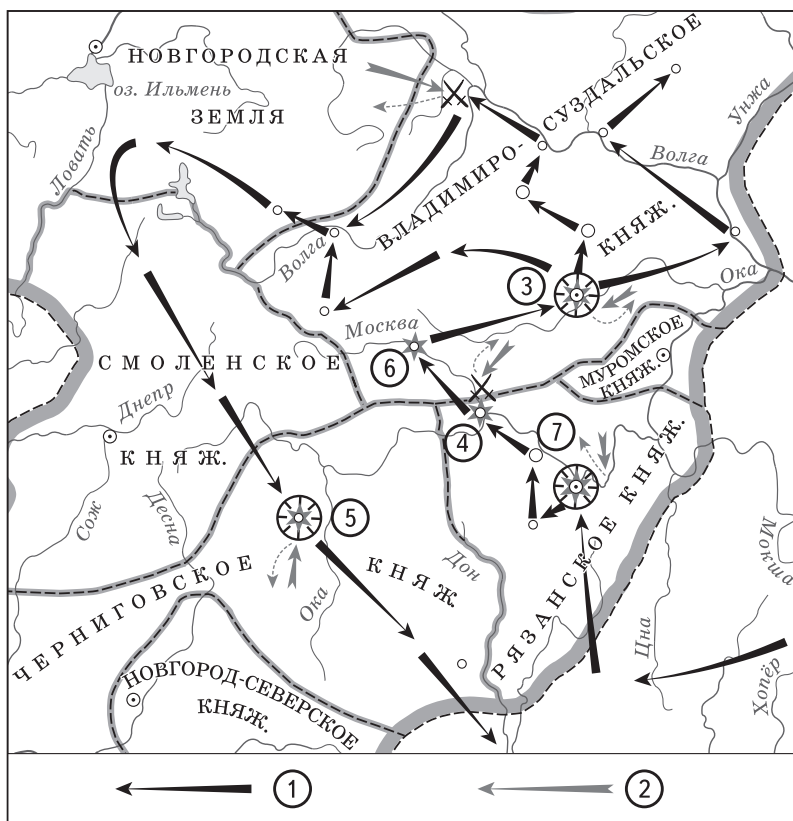 НОВГОРОДСКАЯ
оз. Ильмень
ЗЕМЛЯ
Ловать
ВЛАДИМИРО-СУЗДАЛЬСКОЕ
КНЯЖ.
Унжа
Волга
Волга
Ока
3
Москва
6
МУРОМСКОЕ
КНЯЖ.
СМОЛЕНСКОЕ
КНЯЖ.
Днепр
4
7
Сож
Десна
5
Дон
РЯЗАНСКОЕ КНЯЖ.
Мокша
ЧЕРНИГОВСКОЕ
КНЯЖ.
Ока
Цна
Хопёр
НОВГОРОД-СЕВЕРСКОЕ
КНЯЖ.
1
2